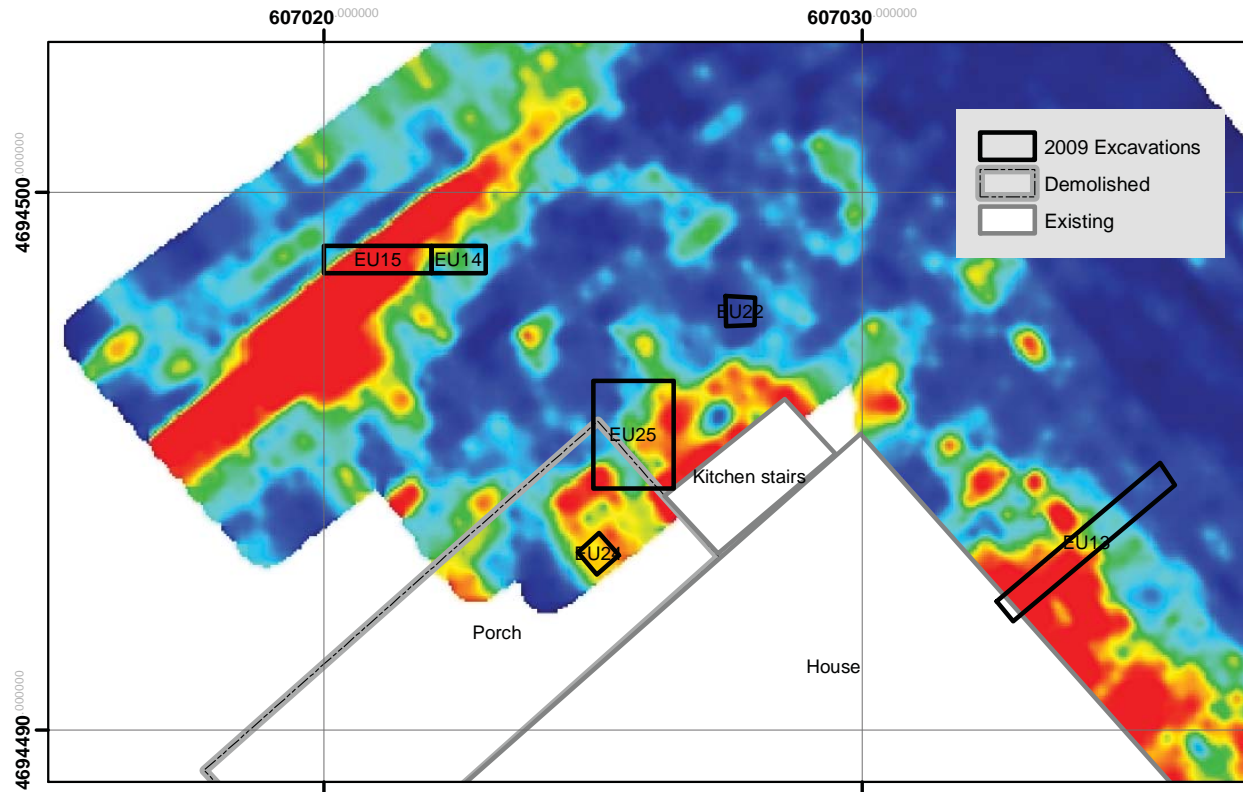 607020.000000
607030.000000
4694500.000000
4694490.000000
2009 Excavations
Demolished
Existing
EU15
EU14
EU22
EU25
Kitchen stairs
EU24
EU13
Porch
House